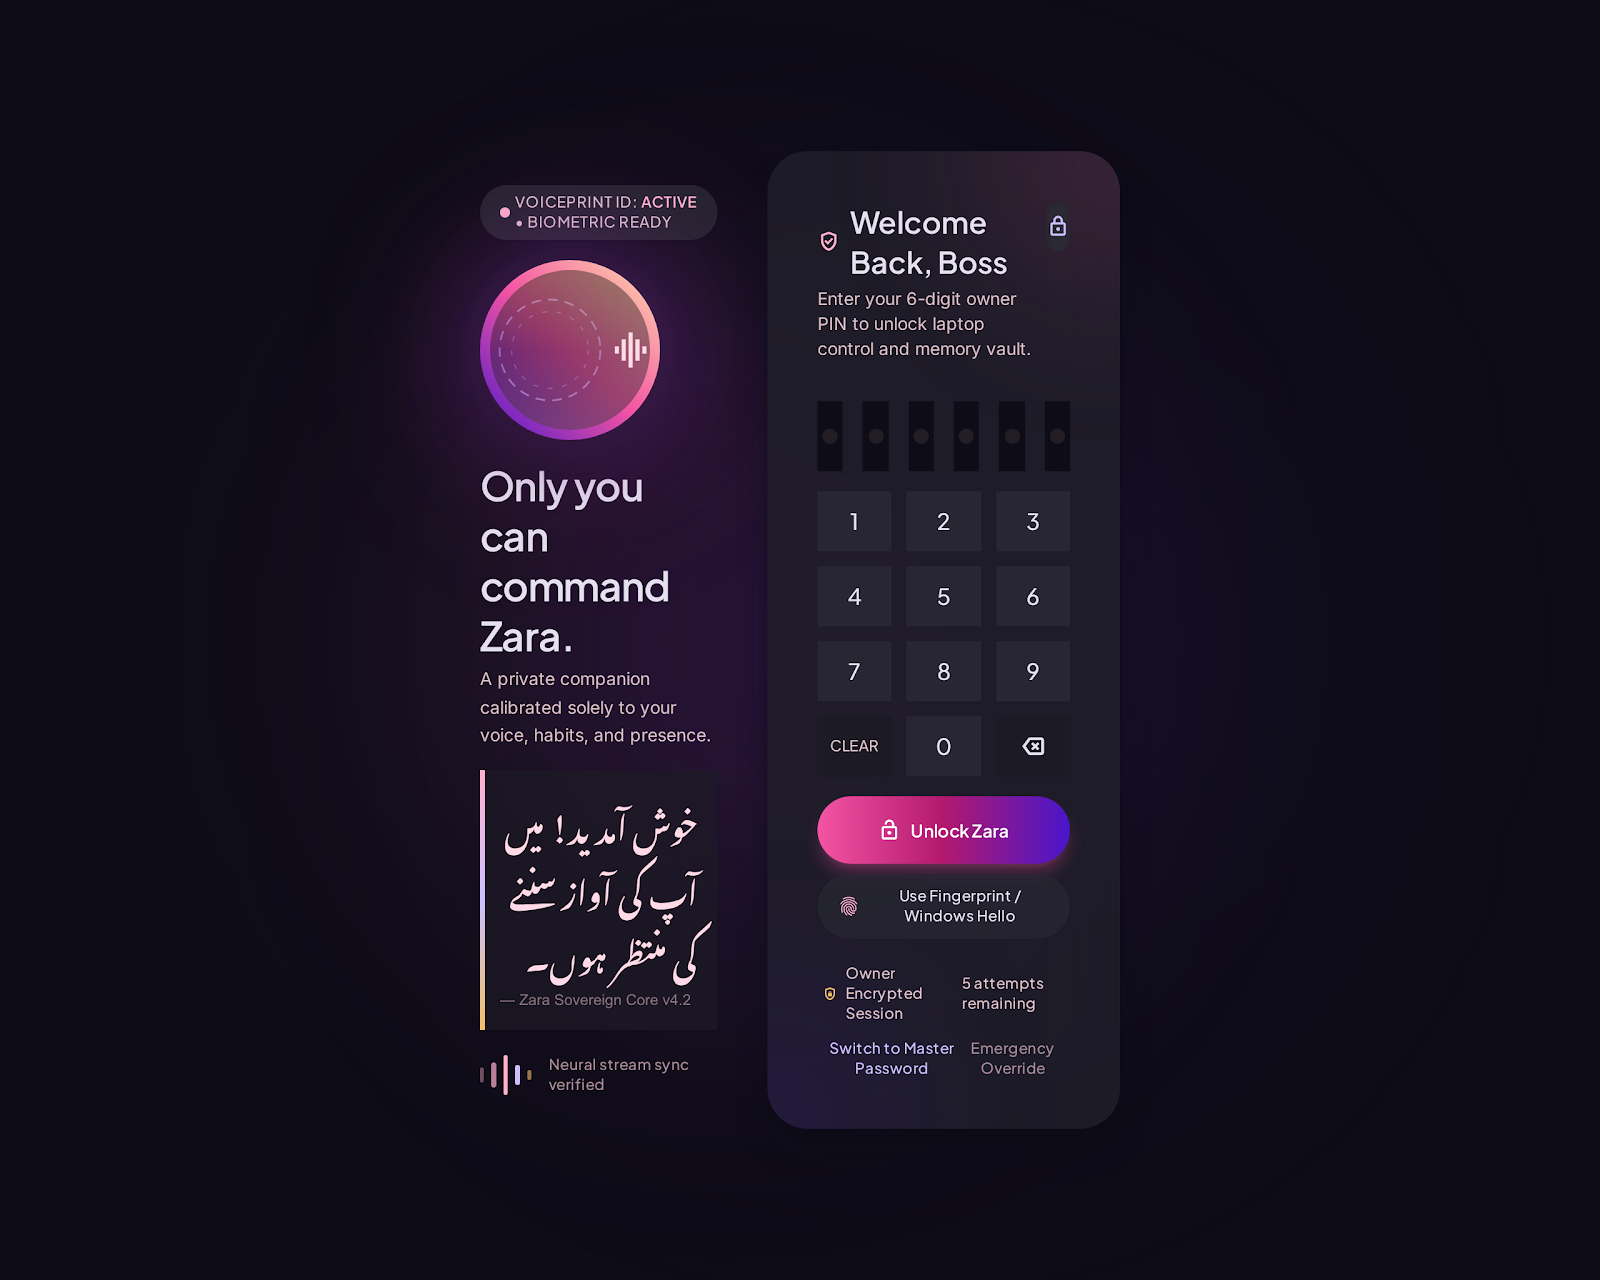 VOICEPRINT ID: ACTIVE
• BIOMETRIC READY
Only you
can
command
Zara.
A private companion
calibrated solely to your
voice, habits, and presence.
خوش آمدید! میں
آپ کی آواز سننے
کی منتظر ہوں۔
— Zara Sovereign Core v4.2
Neural stream sync
verified
Welcome
Back, Boss
Enter your 6-digit owner
PIN to unlock laptop
control and memory vault.
1 2 3
4 5 6
7 8 9
CLEAR 0
Unlock Zara
Use Fingerprint /
Windows Hello
Owner
Encrypted
Session
5 attempts
remaining
Switch to Master
Password
Emergency
Override